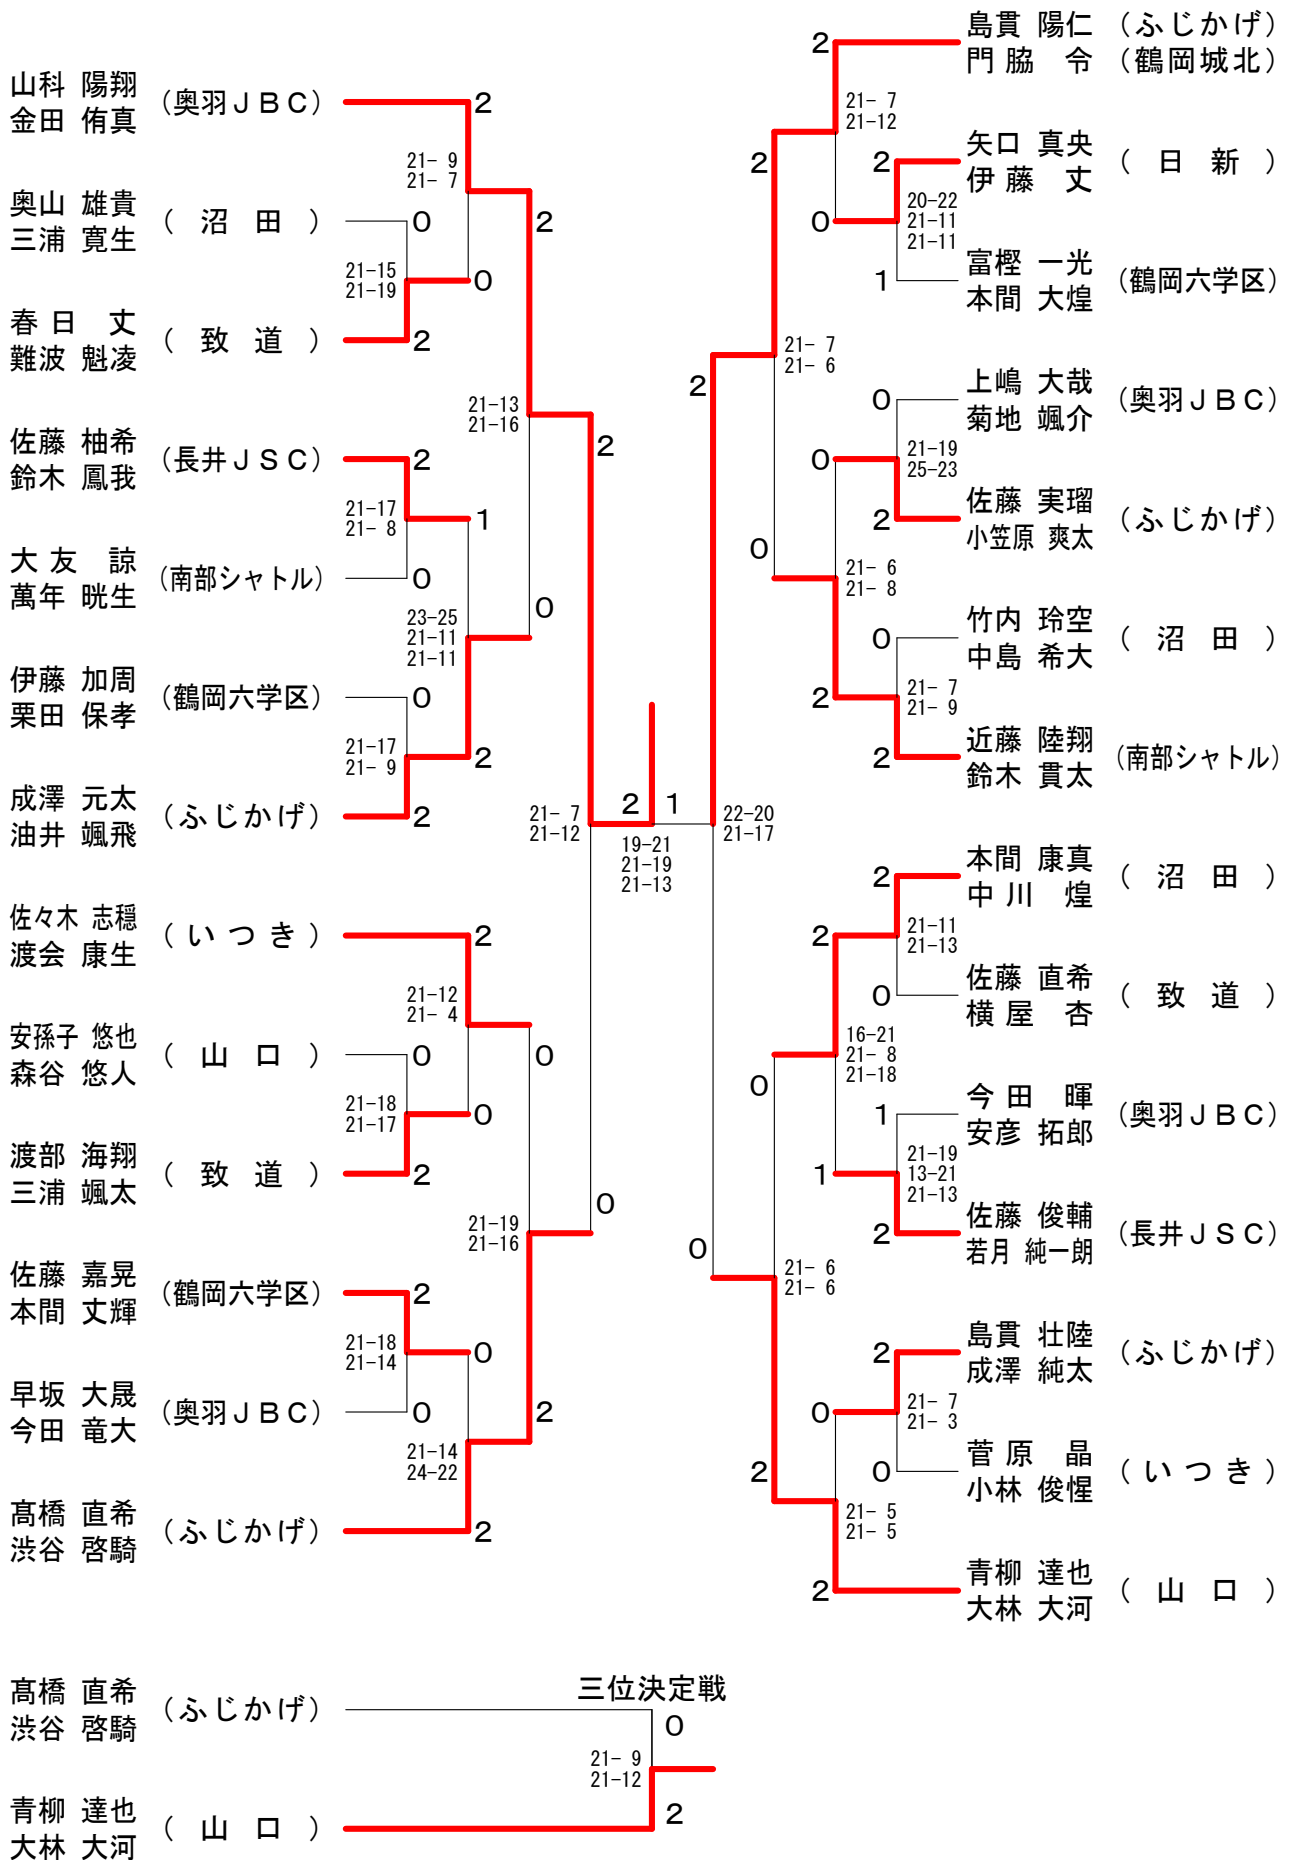 山科 陽翔
金田 侑真
(奥羽JBC)
2
21- 9
21- 7
奥山 雄貴
三浦 寛生
( 沼 田 )
0
2
21-15
21-19
0
春日 丈
難波 魁凌
( 致 道 )
2
21-13
21-16
2
佐藤 柚希
鈴木 鳳我
(長井JSC)
2
21-17
21- 8
1
大友 諒
萬年 晄生
(南部シャトル)
0
23-25
21-11
21-11
0
伊藤 加周
栗田 保孝
(鶴岡六学区)
0
21-17
21- 9
2
成澤 元太
油井 颯飛
(ふじかげ)
2
21- 7
21-12
2
1
19-21
21-19
21-13
佐々木 志穏
渡会 康生
(いつき)
2
21-12
21- 4
安孫子 悠也
森谷 悠人
( 山 口 )
0
0
21-18
21-17
0
渡部 海翔
三浦 颯太
( 致 道 )
2
21-19
21-16
0
佐藤 嘉晃
本間 丈輝
(鶴岡六学区)
2
21-18
21-14
0
早坂 大晟
今田 竜大
(奥羽JBC)
0
2
21-14
24-22
髙橋 直希
渋谷 啓騎
(ふじかげ)
2
2
島貫 陽仁
門脇 令
(ふじかげ)
(鶴岡城北)
21- 7
21-12
2
2
矢口 真央
伊藤 丈
( 日 新 )
0
20-22
21-11
21-11
1
富樫 一光
本間 大煌
(鶴岡六学区)
21- 7
21- 6
2
0
上嶋 大哉
菊地 颯介
(奥羽JBC)
0
21-19
25-23
2
佐藤 実瑠
小笠原 爽太
(ふじかげ)
0
21- 6
21- 8
0
竹内 玲空
中島 希大
( 沼 田 )
2
21- 7
21- 9
2
近藤 陸翔
鈴木 貫太
(南部シャトル)
22-20
21-17
2
本間 康真
中川 煌
( 沼 田 )
2
21-11
21-13
0
佐藤 直希
横屋 杏
( 致 道 )
0
16-21
21- 8
21-18
1
今田 暉
安彦 拓郎
(奥羽JBC)
1
21-19
13-21
21-13
2
佐藤 俊輔
若月 純一朗
(長井JSC)
0
21- 6
21- 6
2
島貫 壮陸
成澤 純太
(ふじかげ)
0
21- 7
21- 3
0
菅原 晶
小林 俊惺
(いつき)
2
21- 5
21- 5
2
青柳 達也
大林 大河
( 山 口 )
三位決定戦
髙橋 直希
渋谷 啓騎
(ふじかげ)
0
21- 9
21-12
青柳 達也
大林 大河
( 山 口 )
2